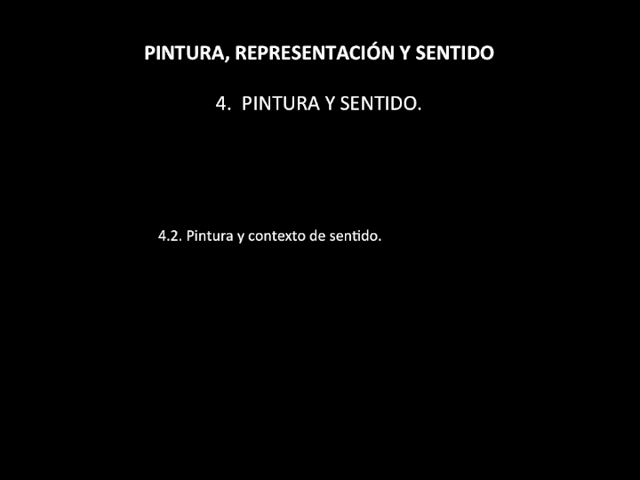 PINTURA, REPRESENTACIÓN Y SENTIDO
4. PINTURA Y SENTIDO.
4.2. Pintura y contexto de sentido.